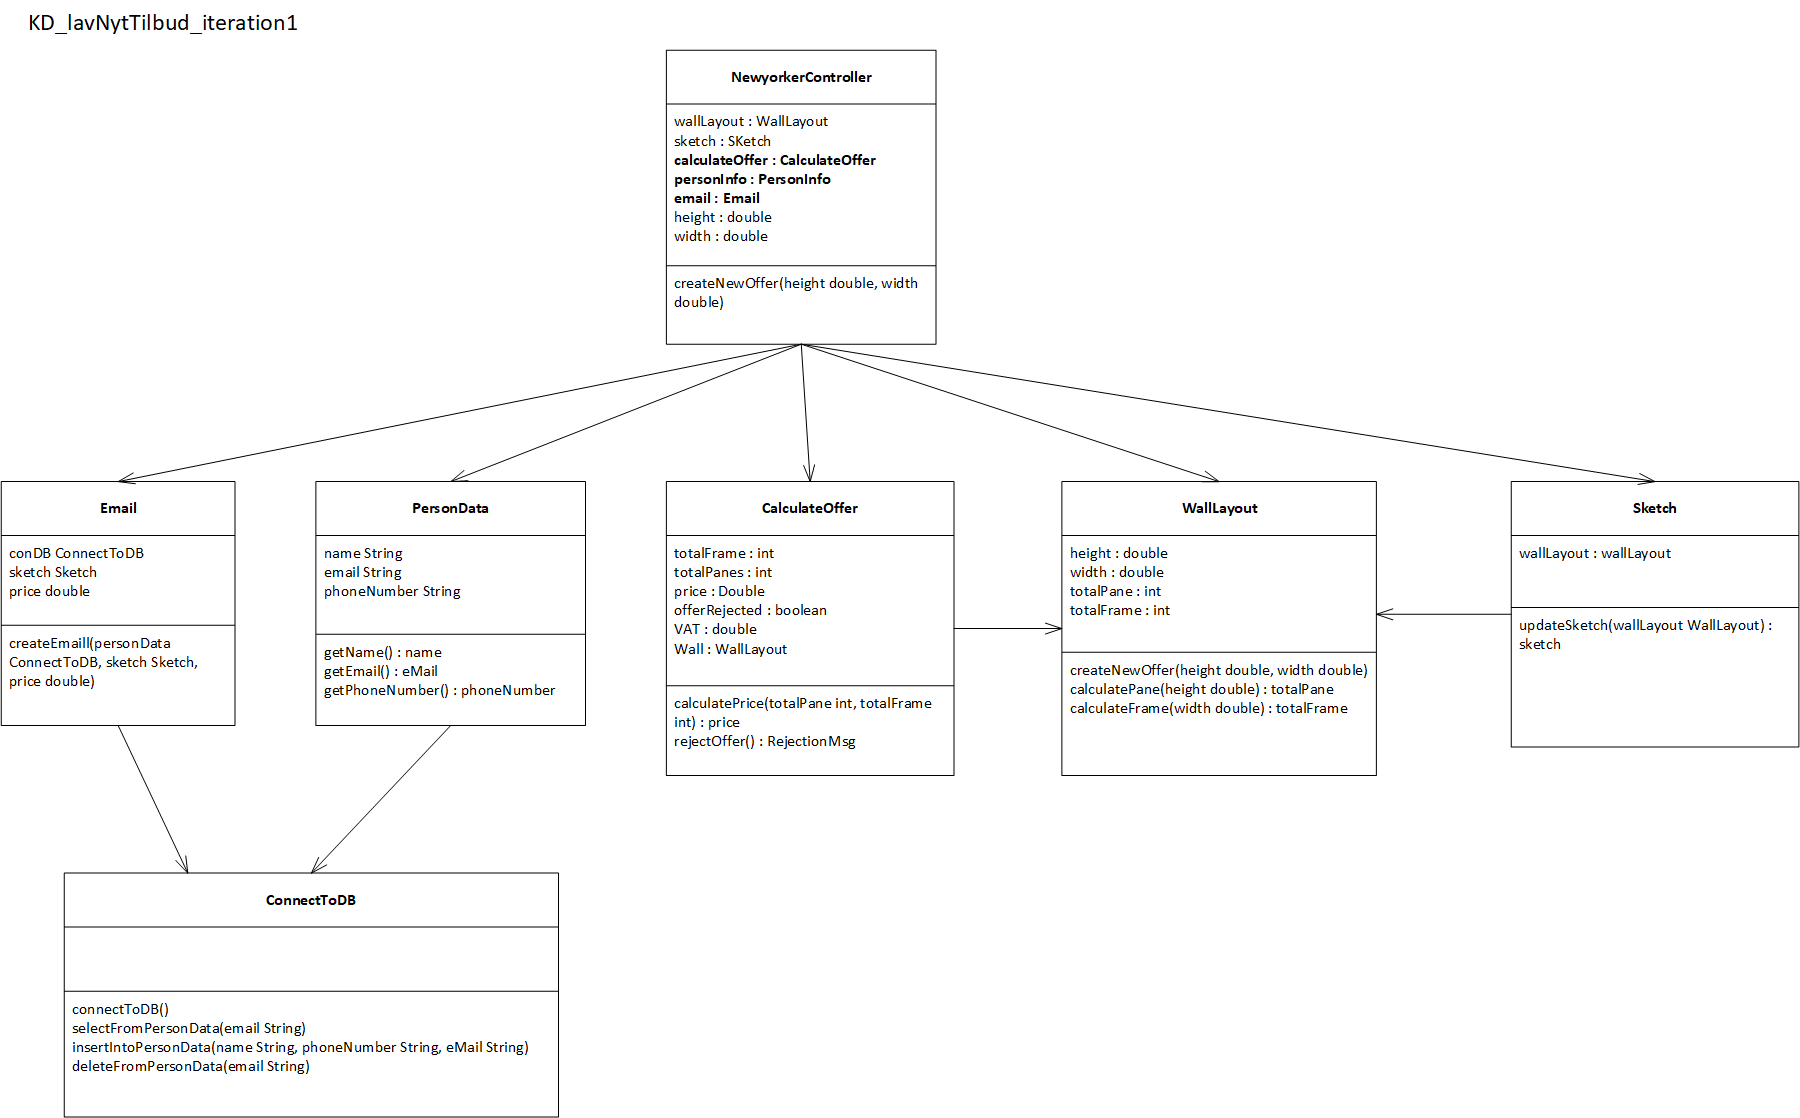 KD_lavNytTilbud_iteration1
NewyorkerController
wallLayout : WallLayout
sketch : SKetch
calculateOffer : CalculateOffer
personInfo : PersonInfo
email : Email
height : double
width : double
createNewOffer(height double, width
double)
Email
conDB ConnectToDB
sketch Sketch
price double
createEmaill(personData
ConnectToDB, sketch Sketch,
price double)
PersonData
name String
email String
phoneNumber String
getName() : name
getEmail() : eMail
getPhoneNumber() : phoneNumber
CalculateOffer
totalFrame : int
totalPanes : int
price : Double
offerRejected : boolean
VAT : double
Wall : WallLayout
calculatePrice(totalPane int, totalFrame
int) : price
rejectOffer() : RejectionMsg
WallLayout
height : double
width : double
totalPane : int
totalFrame : int
createNewOffer(height double, width double)
calculatePane(height double) : totalPane
calculateFrame(width double) : totalFrame
Sketch
wallLayout : wallLayout
updateSketch(wallLayout WallLayout) :
sketch
ConnectToDB
connectToDB()
selectFromPersonData(email String)
insertIntoPersonData(name String, phoneNumber String, eMail String)
deleteFromPersonData(email String)